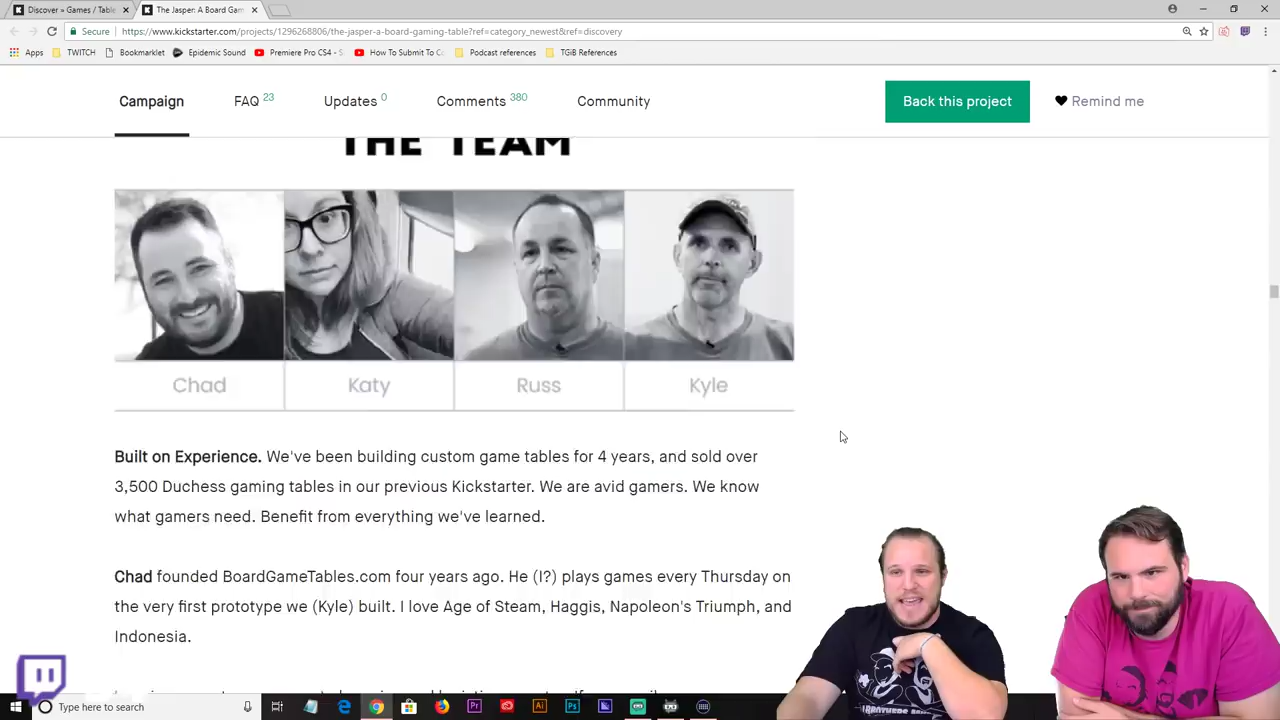 Discover » Games / Table
The Jasper: A Board Gam
Secure
https://www.kickstarter.com/projects/1296268806/the-jasper-a-board-gaming-table?ref=category_newest&ref=discovery
Apps TWITCH Bookmarklet Epidemic Sound Premiere Pro CS4 - S How To Submit To C Podcast references TGiB References
Campaign FAQ 23 Updates 0 Comments 380 Community Back this project Remind me
THE TEAM
Chad Katy Russ Kyle
Built on Experience. We've been building custom game tables for 4 years, and sold over
3,500 Duchess gaming tables in our previous Kickstarter. We are avid gamers. We know
what gamers need. Benefit from everything we've learned.
Chad founded BoardGameTables.com four years ago. He (I?) plays games every Thursday on
the very first prototype we (Kyle) built. I love Age of Steam, Haggis, Napoleon's Triumph, and
Indonesia.
Type here to search